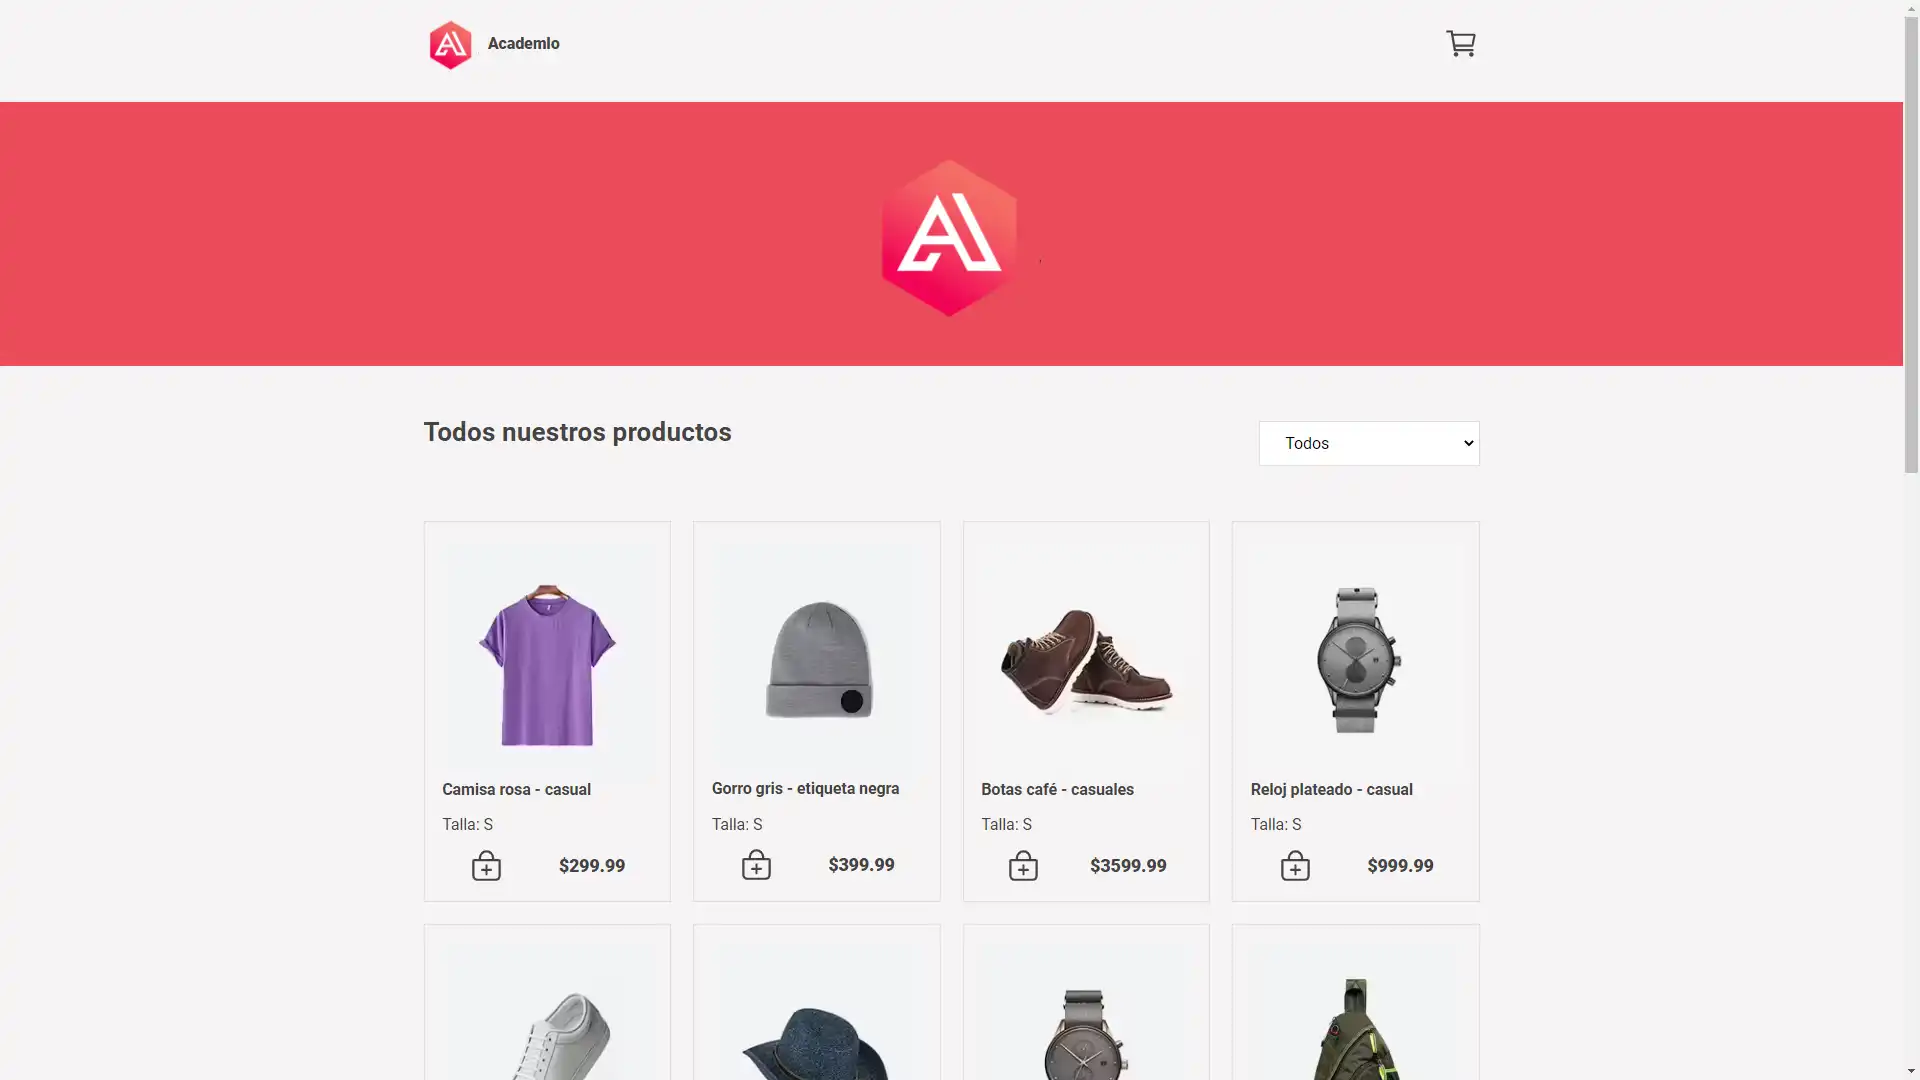 Academlo
Todos nuestros productos
Todos
Camisa rosa - casual
Talla: S
$299.99
Gorro gris - etiqueta negra
Talla: S
$399.99
Botas café - casuales
Talla: S
$3599.99
Reloj plateado - casual
Talla: S
$999.99